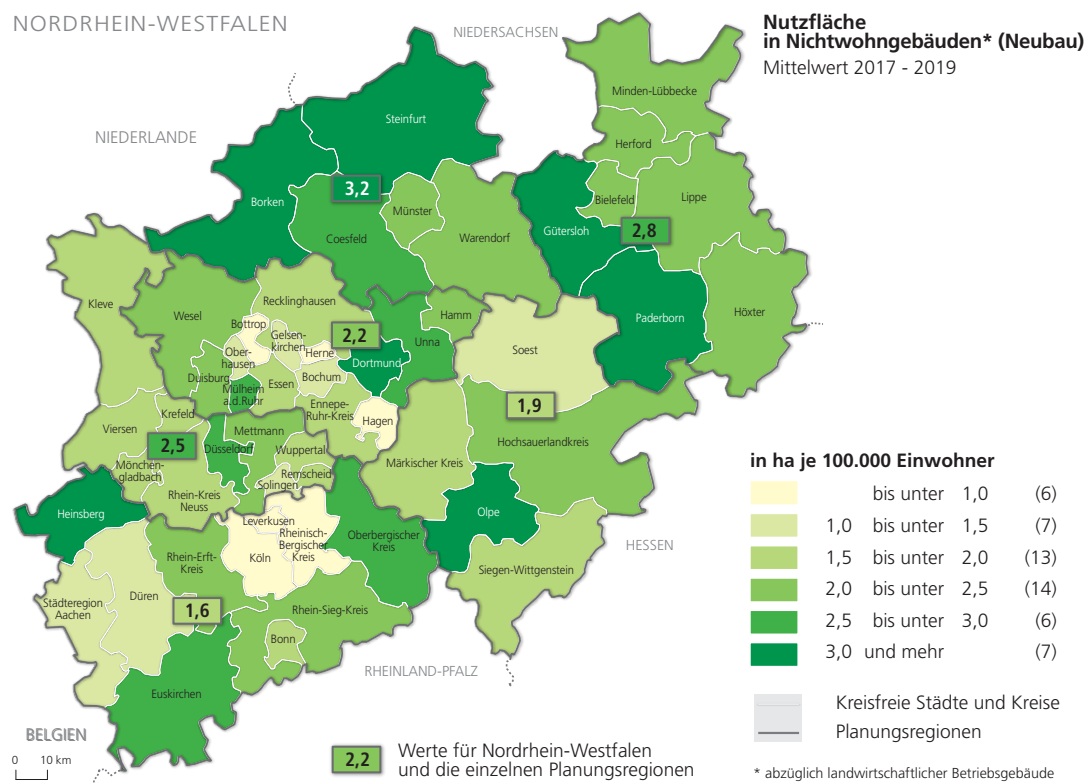 NORDRHEIN-WESTFALEN
Nutzfläche
in Nichtwohngebäuden* (Neubau)
Mittelwert 2017 - 2019
NIEDERSACHSEN
NIEDERLANDE
Minden-Lübbecke
Steinfurt
Herford
Borken
3,2
Münster
Bielefeld
Lippe
Coesfeld
Warendorf
Gütersloh
2,8
Kleve
Recklinghausen
Wesel
Bottrop
Gelsen-
kirchen
2,2
Hamm
Unna
Paderborn
Höxter
Ober-
hausen
Herne
Dortmund
Soest
Duisburg
Mülheim
a.d.Ruhr
Essen
Bochum
Ennepe-
Ruhr-Kreis
Hagen
1,9
Krefeld
Viersen
2,5
Düsseldorf
Mettmann
Wuppertal
Hochsauerlandkreis
Mönchen-
gladbach
Remscheid
Solingen
Märkischer Kreis
Rhein-Kreis
Neuss
Heinsberg
Leverkusen
Rheinisch-
Bergischer
Kreis
Köln
Oberbergischer
Kreis
Olpe
HESSEN
Rhein-Erft-
Kreis
Siegen-Wittgenstein
Düren
Städteregion
Aachen
1,6
Rhein-Sieg-Kreis
Bonn
RHEINLAND-PFALZ
Euskirchen
BELGIEN
0 10 km
2,2
Werte für Nordrhein-Westfalen
und die einzelnen Planungsregionen
in ha je 100.000 Einwohner
bis unter 1,0 (6)
1,0 bis unter 1,5 (7)
1,5 bis unter 2,0 (13)
2,0 bis unter 2,5 (14)
2,5 bis unter 3,0 (6)
3,0 und mehr (7)
Kreisfreie Städte und Kreise
Planungsregionen
* abzüglich landwirtschaftlicher Betriebsgebäude